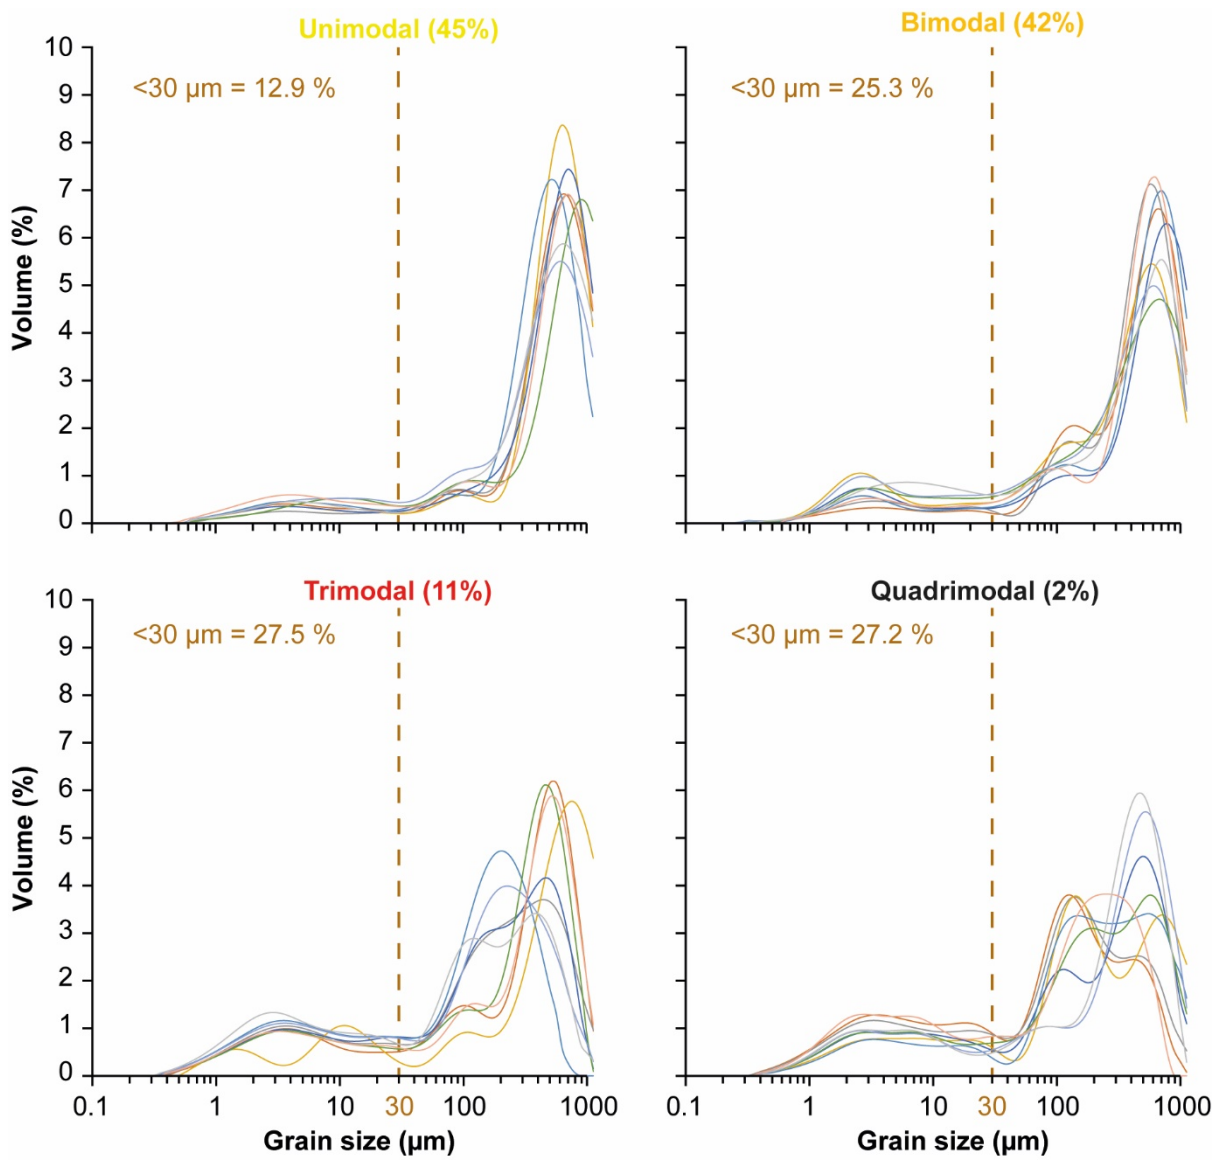 Unimodal (45%)
Bimodal (42%)
<30 µm = 12.9 %
<30 µm = 25.3 %
10
9
8
7
6
5
4
3
2
1
0
Volume (%)
Trimodal (11%)
Quadrimodal (2%)
<30 µm = 27.5 %
<30 µm = 27.2 %
10
9
8
7
6
5
4
3
2
1
0
Volume (%)
0.1 1 10 30 100 1000
0.1 1 10 30 100 1000
Grain size (µm)
Grain size (µm)